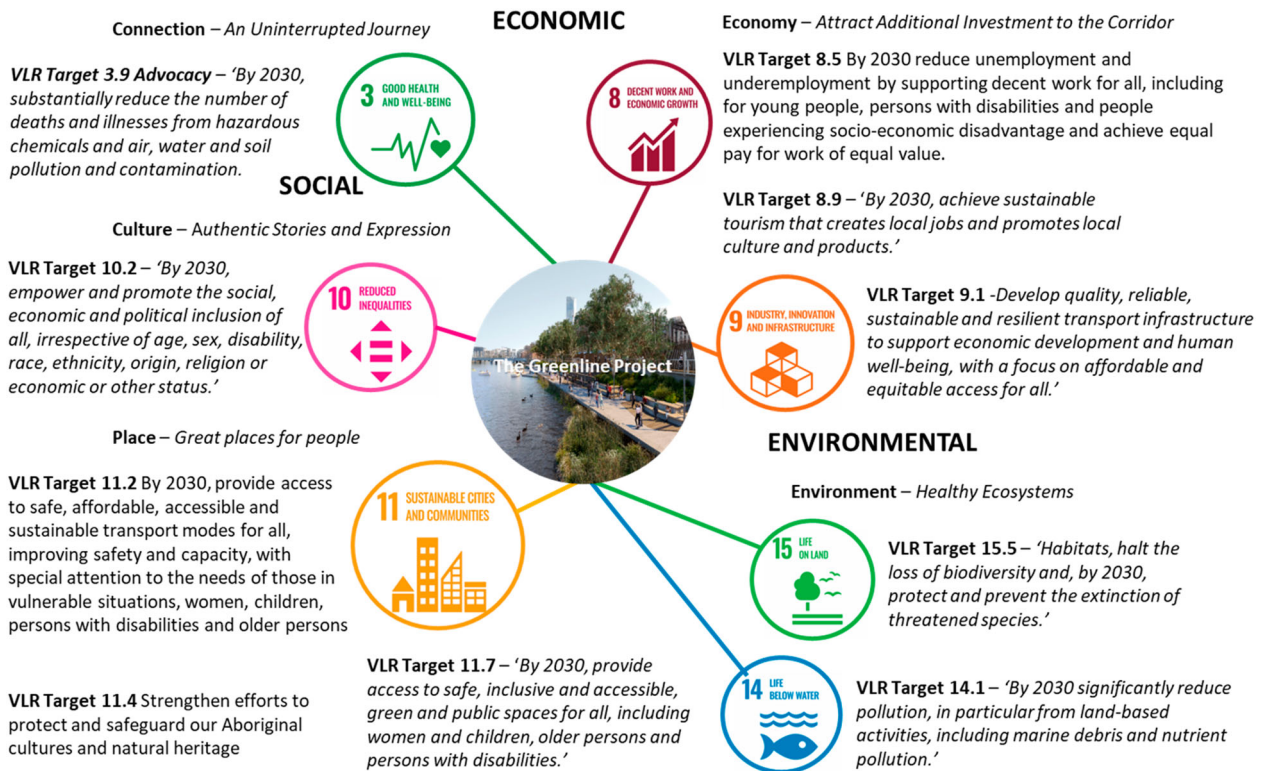 ECONOMIC
Connection – An Uninterrupted Journey
VLR Target 3.9 Advocacy – ‘By 2030,
substantially reduce the number of
deaths and illnesses from hazardous
chemicals and air, water and soil
pollution and contamination.
3 GOOD HEALTH
AND WELL-BEING
SOCIAL
Culture – Authentic Stories and Expression
VLR Target 10.2 – ‘By 2030,
empower and promote the social,
economic and political inclusion of
all, irrespective of age, sex, disability,
race, ethnicity, origin, religion or
economic or other status.’
10 REDUCED
INEQUALITIES
Place – Great places for people
VLR Target 11.2 By 2030, provide access
to safe, affordable, accessible and
sustainable transport modes for all,
improving safety and capacity, with
special attention to the needs of those in
vulnerable situations, women, children,
persons with disabilities and older persons
11 SUSTAINABLE CITIES
AND COMMUNITIES
VLR Target 11.4 Strengthen efforts to
protect and safeguard our Aboriginal
cultures and natural heritage
VLR Target 11.7 – ‘By 2030, provide
access to safe, inclusive and accessible,
green and public spaces for all, including
women and children, older persons and
persons with disabilities.’
The Greenline Project
Economy – Attract Additional Investment to the Corridor
8 DECENT WORK AND
ECONOMIC GROWTH
VLR Target 8.5 By 2030 reduce unemployment and
underemployment by supporting decent work for all, including
for young people, persons with disabilities and people
experiencing socio-economic disadvantage and achieve equal
pay for work of equal value.
VLR Target 8.9 – ‘By 2030, achieve sustainable
tourism that creates local jobs and promotes local
culture and products.’
9 INDUSTRY, INNOVATION
AND INFRASTRUCTURE
VLR Target 9.1 -Develop quality, reliable,
sustainable and resilient transport infrastructure
to support economic development and human
well-being, with a focus on affordable and
equitable access for all.’
ENVIRONMENTAL
Environment – Healthy Ecosystems
15 LIFE
ON LAND
VLR Target 15.5 – ‘Habitats, halt the
loss of biodiversity and, by 2030,
protect and prevent the extinction of
threatened species.’
14 LIFE
BELOW WATER
VLR Target 14.1 – ‘By 2030 significantly reduce
pollution, in particular from land-based
activities, including marine debris and nutrient
pollution.’